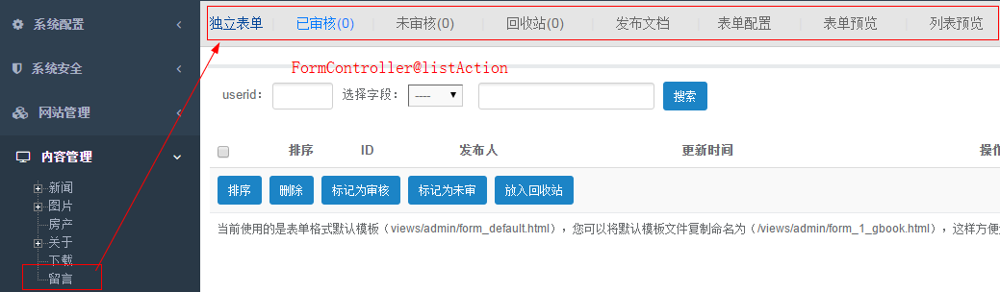 系统配置
系统安全
网站管理
内容管理
新闻
图片
房产
关于
下载
留言
独立表单 已审核(0) 未审核(0) 回收站(0) 发布文档 表单配置 表单预览 列表预览
FormController@listAction
userid： 选择字段： ---- 搜索
排序 ID 发布人 更新时间 操作
排序 删除 标记为审核 标记为未审 放入回收站
当前使用的是表单格式默认模板（views/admin/form_default.html），您可以将默认模板文件复制命名为（/views/admin/form_1_gbook.html），这样方便